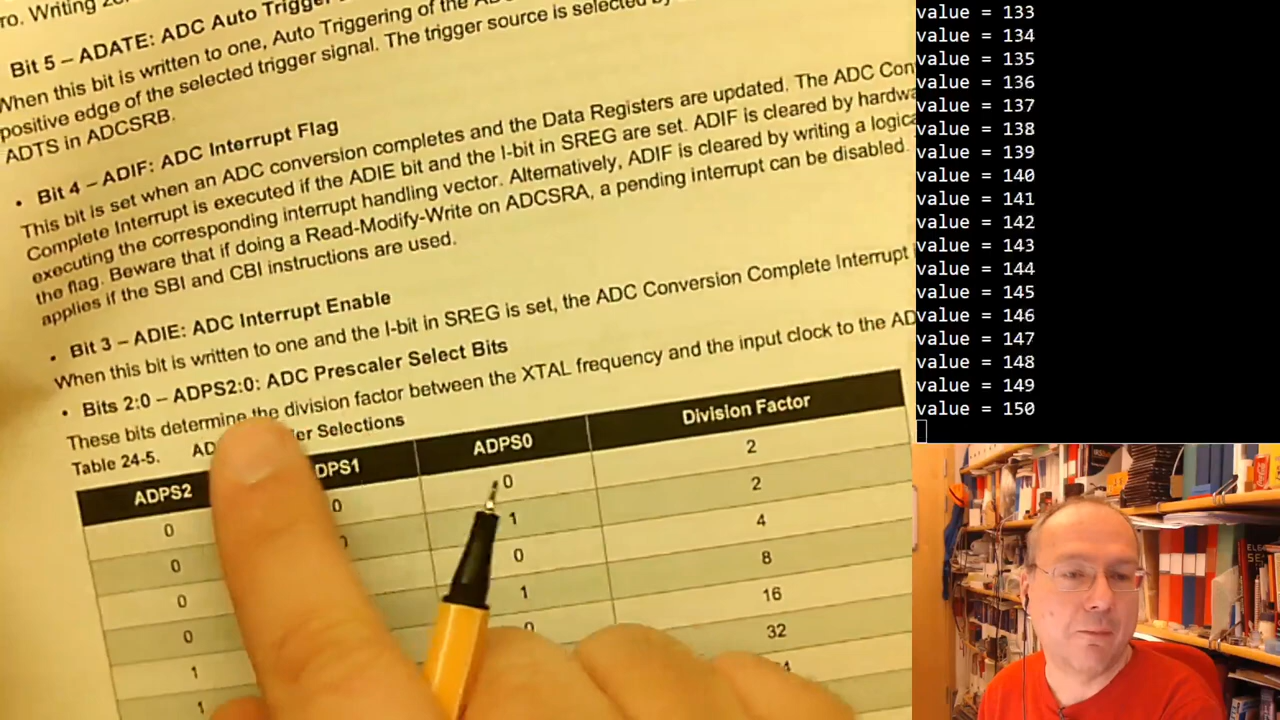 ro. Writing
Bit 5 – ADATE: ADC Auto Trigger
When this bit is written to one, Auto Triggering of the
positive edge of the selected trigger signal. The trigger source is selected by
ADTS in ADCSRB.
• Bit 4 – ADIF: ADC Interrupt Flag
This bit is set when an ADC conversion completes and the Data Registers are updated. The ADC Con
Complete Interrupt is executed if the ADIE bit and the I-bit in SREG are set. ADIF is cleared by hardwa
executing the corresponding interrupt handling vector. Alternatively, ADIF is cleared by writing a logica
the flag. Beware that if doing a Read-Modify-Write on ADCSRA, a pending interrupt can be disabled.
applies if the SBI and CBI instructions are used.
• Bit 3 – ADIE: ADC Interrupt Enable
When this bit is written to one and the I-bit in SREG is set, the ADC Conversion Complete Interrupt
• Bits 2:0 – ADPS2:0: ADC Prescaler Select Bits
These bits determine the division factor between the XTAL frequency and the input clock to the AD
Table 24-5. AD er Selections
ADPS2 DPS1 ADPS0 Division Factor
0 0 0 2
0 0 1 2
0 0 4
0 1 8
1 0 16
1 32
value = 133
value = 134
value = 135
value = 136
value = 137
value = 138
value = 139
value = 140
value = 141
value = 142
value = 143
value = 144
value = 145
value = 146
value = 147
value = 148
value = 149
value = 150